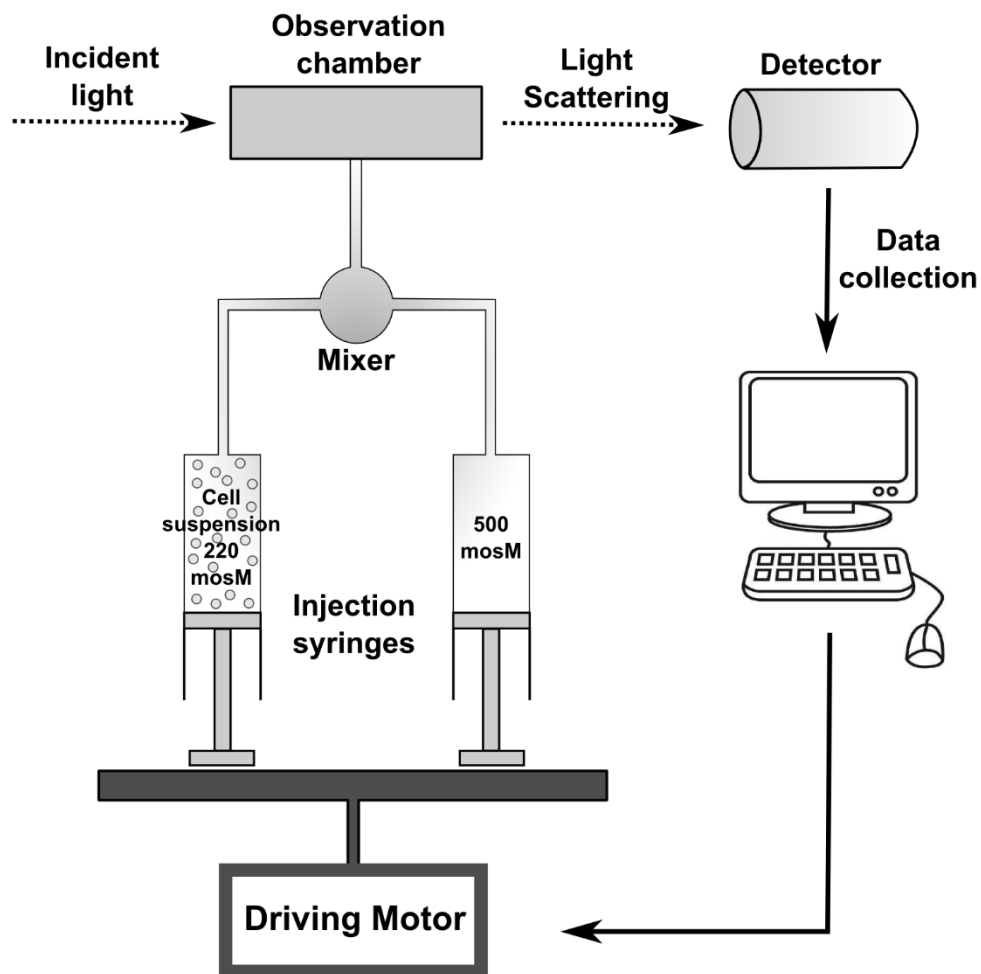 Observation
chamber
Incident
light
Light
Scattering
Detector
Data
collection
Mixer
Cell
suspension
220
mosM
500
mosM
Injection
syringes
Driving Motor